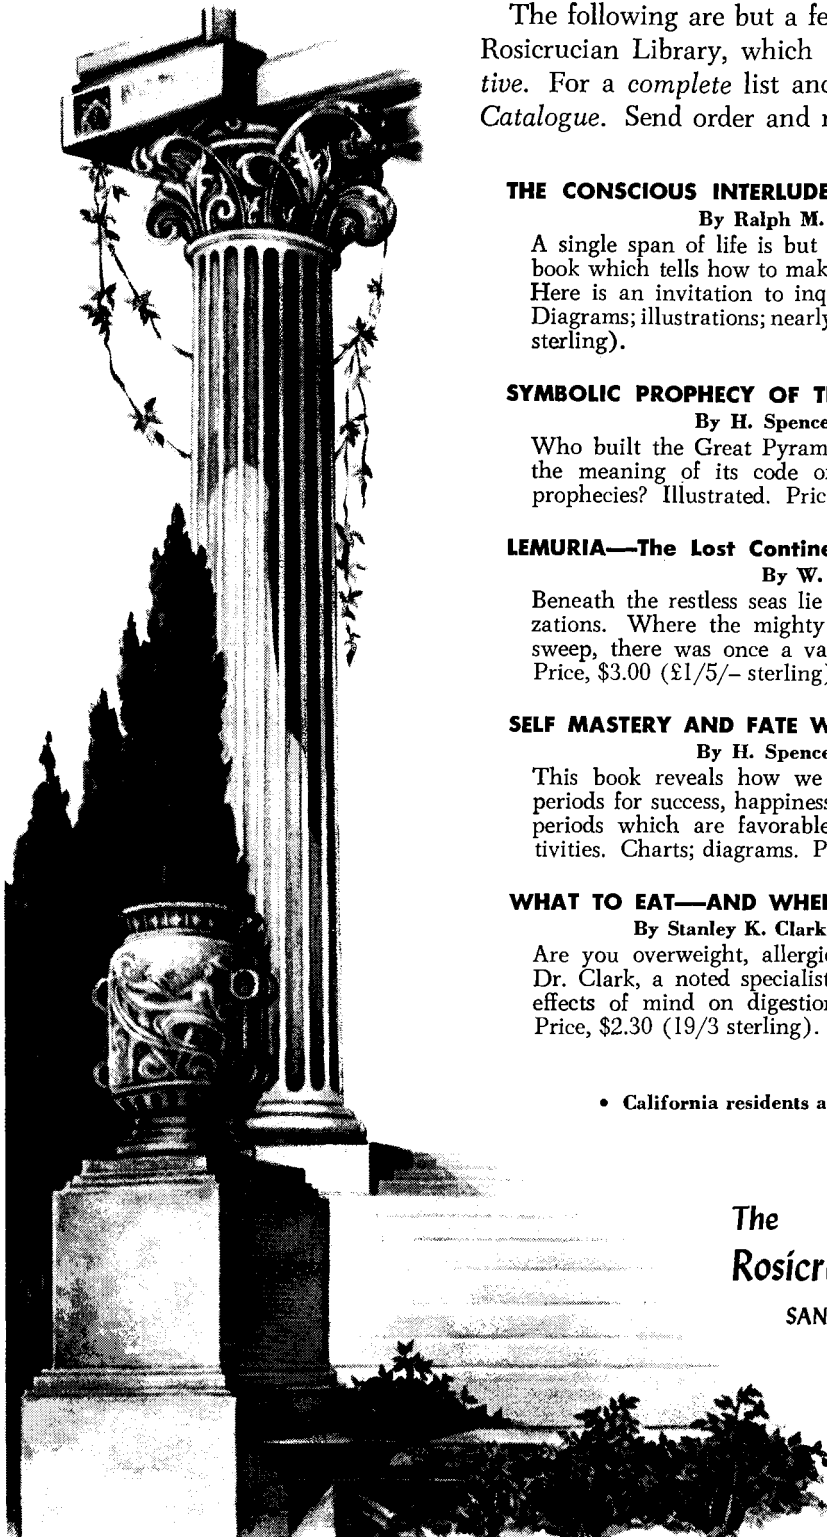 The following are but a fe
Rosicrucian Library, which
tive. For a complete list and
Catalogue. Send order and r
THE CONSCIOUS INTERLUDE
By Ralph M.
A single span of life is but
book which tells how to mak
Here is an invitation to inq
Diagrams; illustrations; nearly
sterling).
SYMBOLIC PROPHECY OF T
By H. Spence
Who built the Great Pyram
the meaning of its code o
prophecies? Illustrated. Pric
LEMURIA—The Lost Contine
By W.
Beneath the restless seas lie
zations. Where the mighty
sweep, there was once a va
Price, $3.00 (£1/5/– sterling)
SELF MASTERY AND FATE W
By H. Spence
This book reveals how we
periods for success, happiness
periods which are favorable
tivities. Charts; diagrams. P
WHAT TO EAT—AND WHE
By Stanley K. Clark
Are you overweight, allergi
Dr. Clark, a noted specialist
effects of mind on digestion
Price, $2.30 (19/3 sterling).
• California residents a
The
Rosicr
SAN